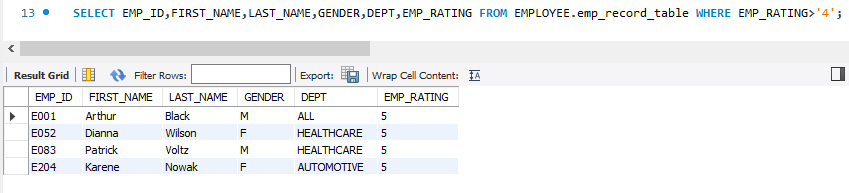 13 SELECT EMP_ID,FIRST_NAME,LAST_NAME,GENDER,DEPT,EMP_RATING FROM EMPLOYEE.emp_record_table WHERE EMP_RATING>'4';
Result Grid Filter Rows: Export: Wrap Cell Content: IA
EMP_ID FIRST_NAME LAST_NAME GENDER DEPT EMP_RATING
E001 Arthur Black M ALL 5
E052 Dianna Wilson F HEALTHCARE 5
E083 Patrick Voltz M HEALTHCARE 5
E204 Karene Nowak F AUTOMOTIVE 5